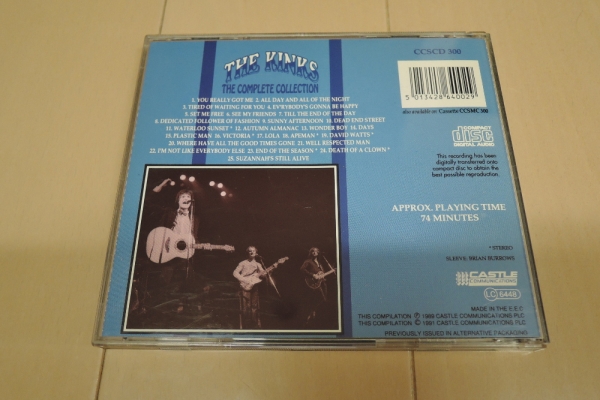 THE KINKS
THE COMPLETE COLLECTION
1. YOU REALLY GOT ME 2. ALL DAY AND ALL OF THE NIGHT
3. TIRED OF WAITING FOR YOU 4. EV'RYBODY'S GONNA BE HAPPY
5. SET ME FREE 6. SEE MY FRIENDS 7. TILL THE END OF THE DAY
8. DEDICATED FOLLOWER OF FASHION 9. SUNNY AFTERNOON 10. DEAD END STREET
11. WATERLOO SUNSET * 12. AUTUMN ALMANAC 13. WONDER BOY 14. DAYS
15. PLASTIC MAN 16. VICTORIA * 17. LOLA 18. APEMAN * 19. DAVID WATTS *
20. WHERE HAVE ALL THE GOOD TIMES GONE 21. WELL RESPECTED MAN
22. I'M NOT LIKE EVERYBODY ELSE 23. END OF THE SEASON * 24. DEATH OF A CLOWN *
25. SUZANNAH'S STILL ALIVE
CCSCD 300
5 013428 640029
also available on Cassette CCSMC 300
COMPACT
disc
DIGITAL AUDIO
This recording has been
digitally transferred onto
compact disc to obtain the
best possible reproduction.
APPROX. PLAYING TIME
74 MINUTES
* STEREO
SLEEVE: BRIAN BURROWS
CASTLE
COMMUNICATIONS
LC 6448
MADE IN THE E.E.C
THIS COMPILATION ℗ 1989 CASTLE COMMUNICATIONS PLC
THIS COMPILATION © 1991 CASTLE COMMUNICATIONS PLC
PREVIOUSLY ISSUED IN ALTERNATIVE PACKAGING